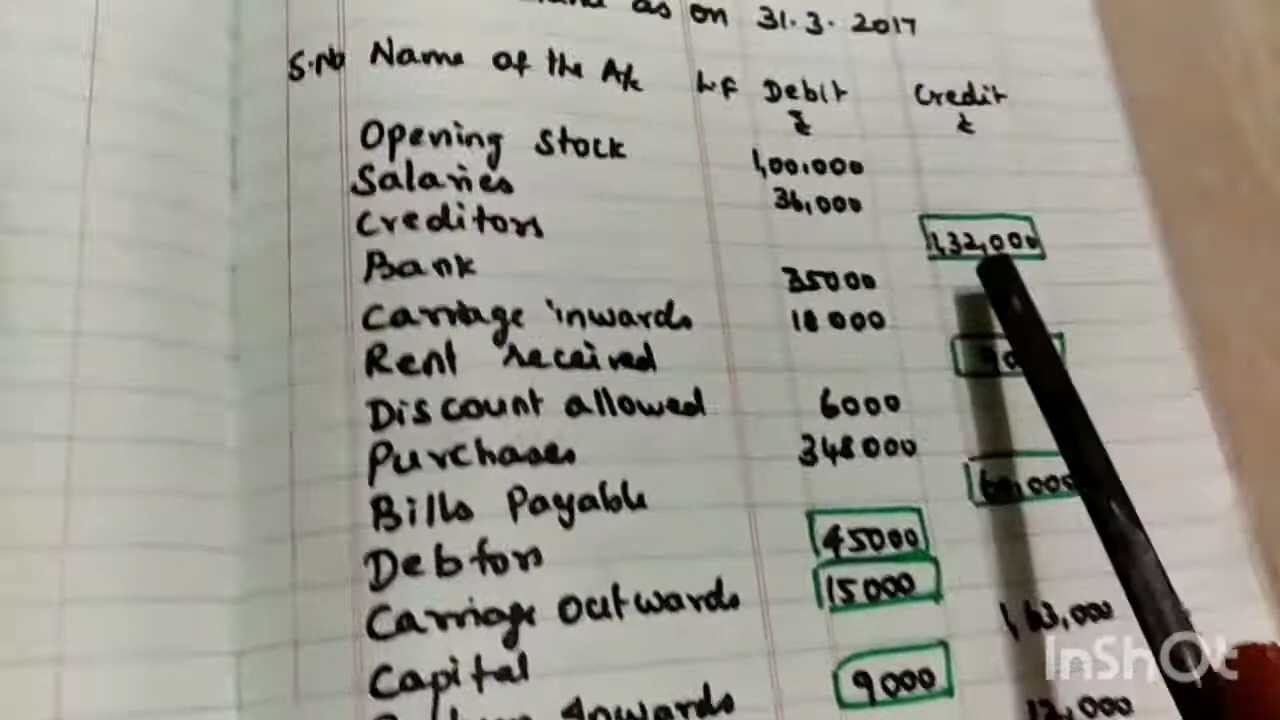 as on 31.3.2017
S.No Name of the A/c L.F Debit ₹ Credit ₹
Opening stock 1,00,000
Salaries 36,000
Creditors 1,32,000
Bank 35000
Carriage inwards 18000
Rent received
Discount allowed 6000
Purchases 348000
Bills Payable
Debtors 45000
Carriage outwards 15000
1,63,000
Capital 9000
Inwards 12,000
InShOt